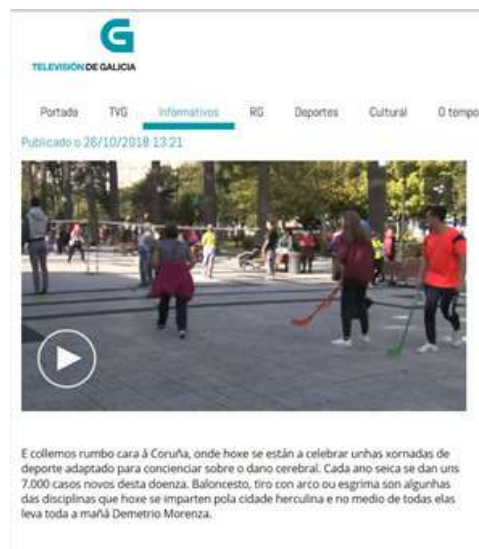 G
TELEVISIÓN DE GALICIA
Portada TVG Informativos RG Deportes Cultural O tempo
Publicado o 26/10/2018 13:21
E collemos rumbo cara á Coruña, onde hoxe se están a celebrar unhas xornadas de
deporte adaptado para concienciar sobre o dano cerebral. Cada ano seica se dan uns
7.000 casos novos desta doenza. Baloncesto, tiro con arco ou esgrima son algunhas
das disciplinas que hoxe se imparten pola cidade herculina e no medio de todas elas
leva toda a mañá Demetrio Morenza.